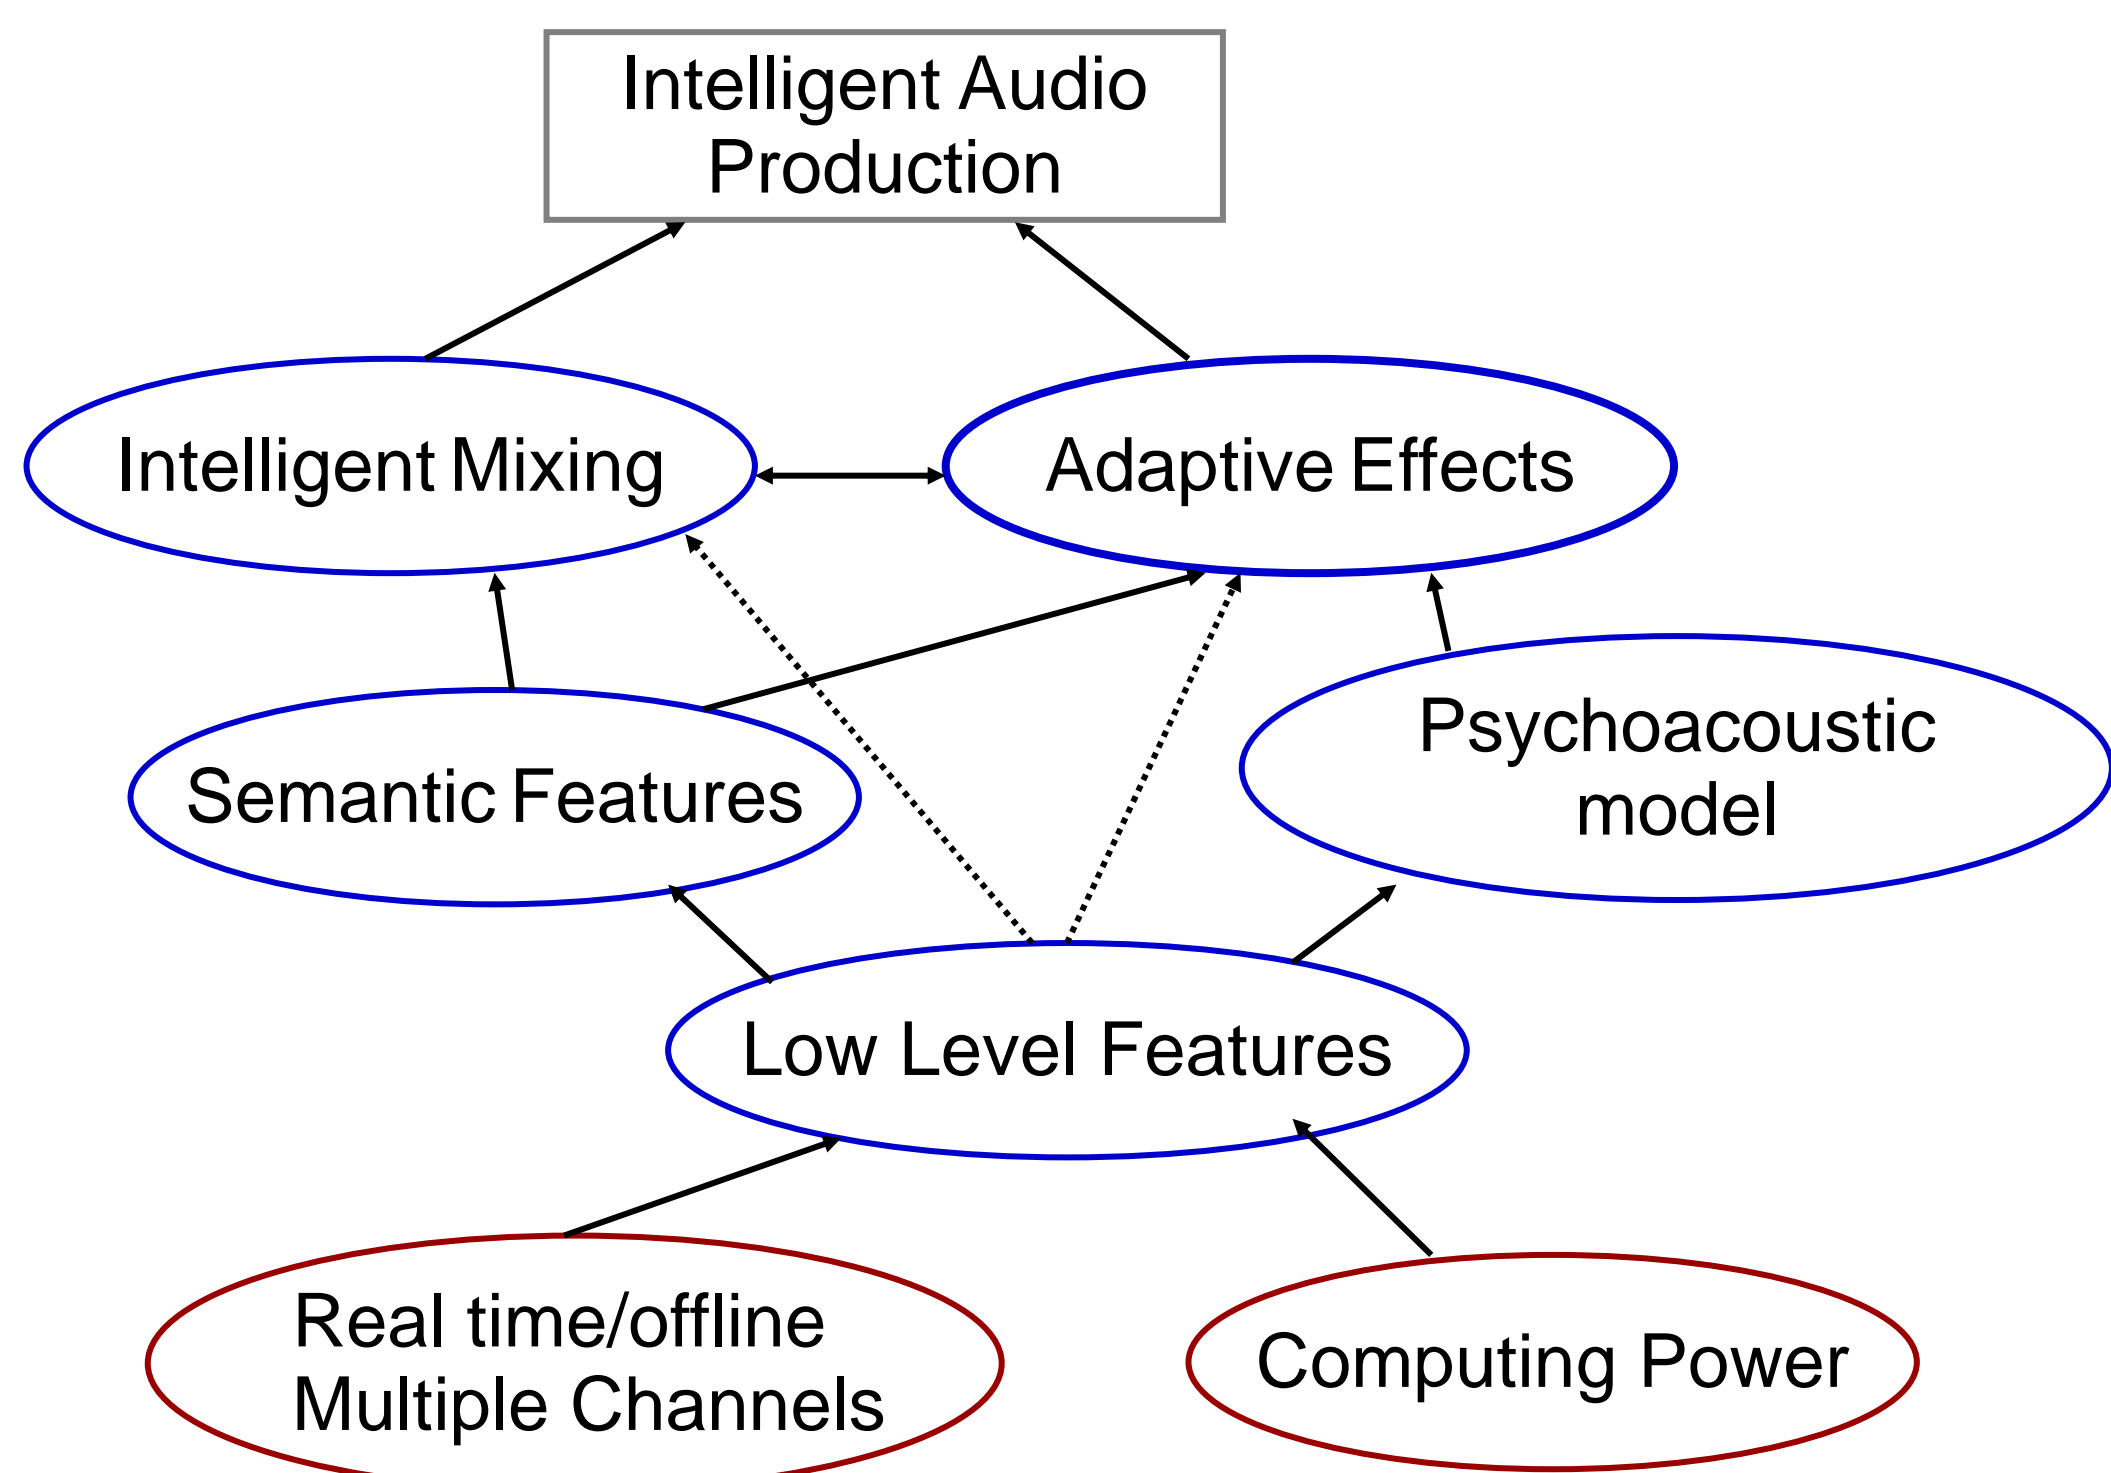 Intelligent Audio
Production
Intelligent Mixing
Adaptive Effects
Semantic Features
Psychoacoustic
model
Low Level Features
Real time/offline
Multiple Channels
Computing Power